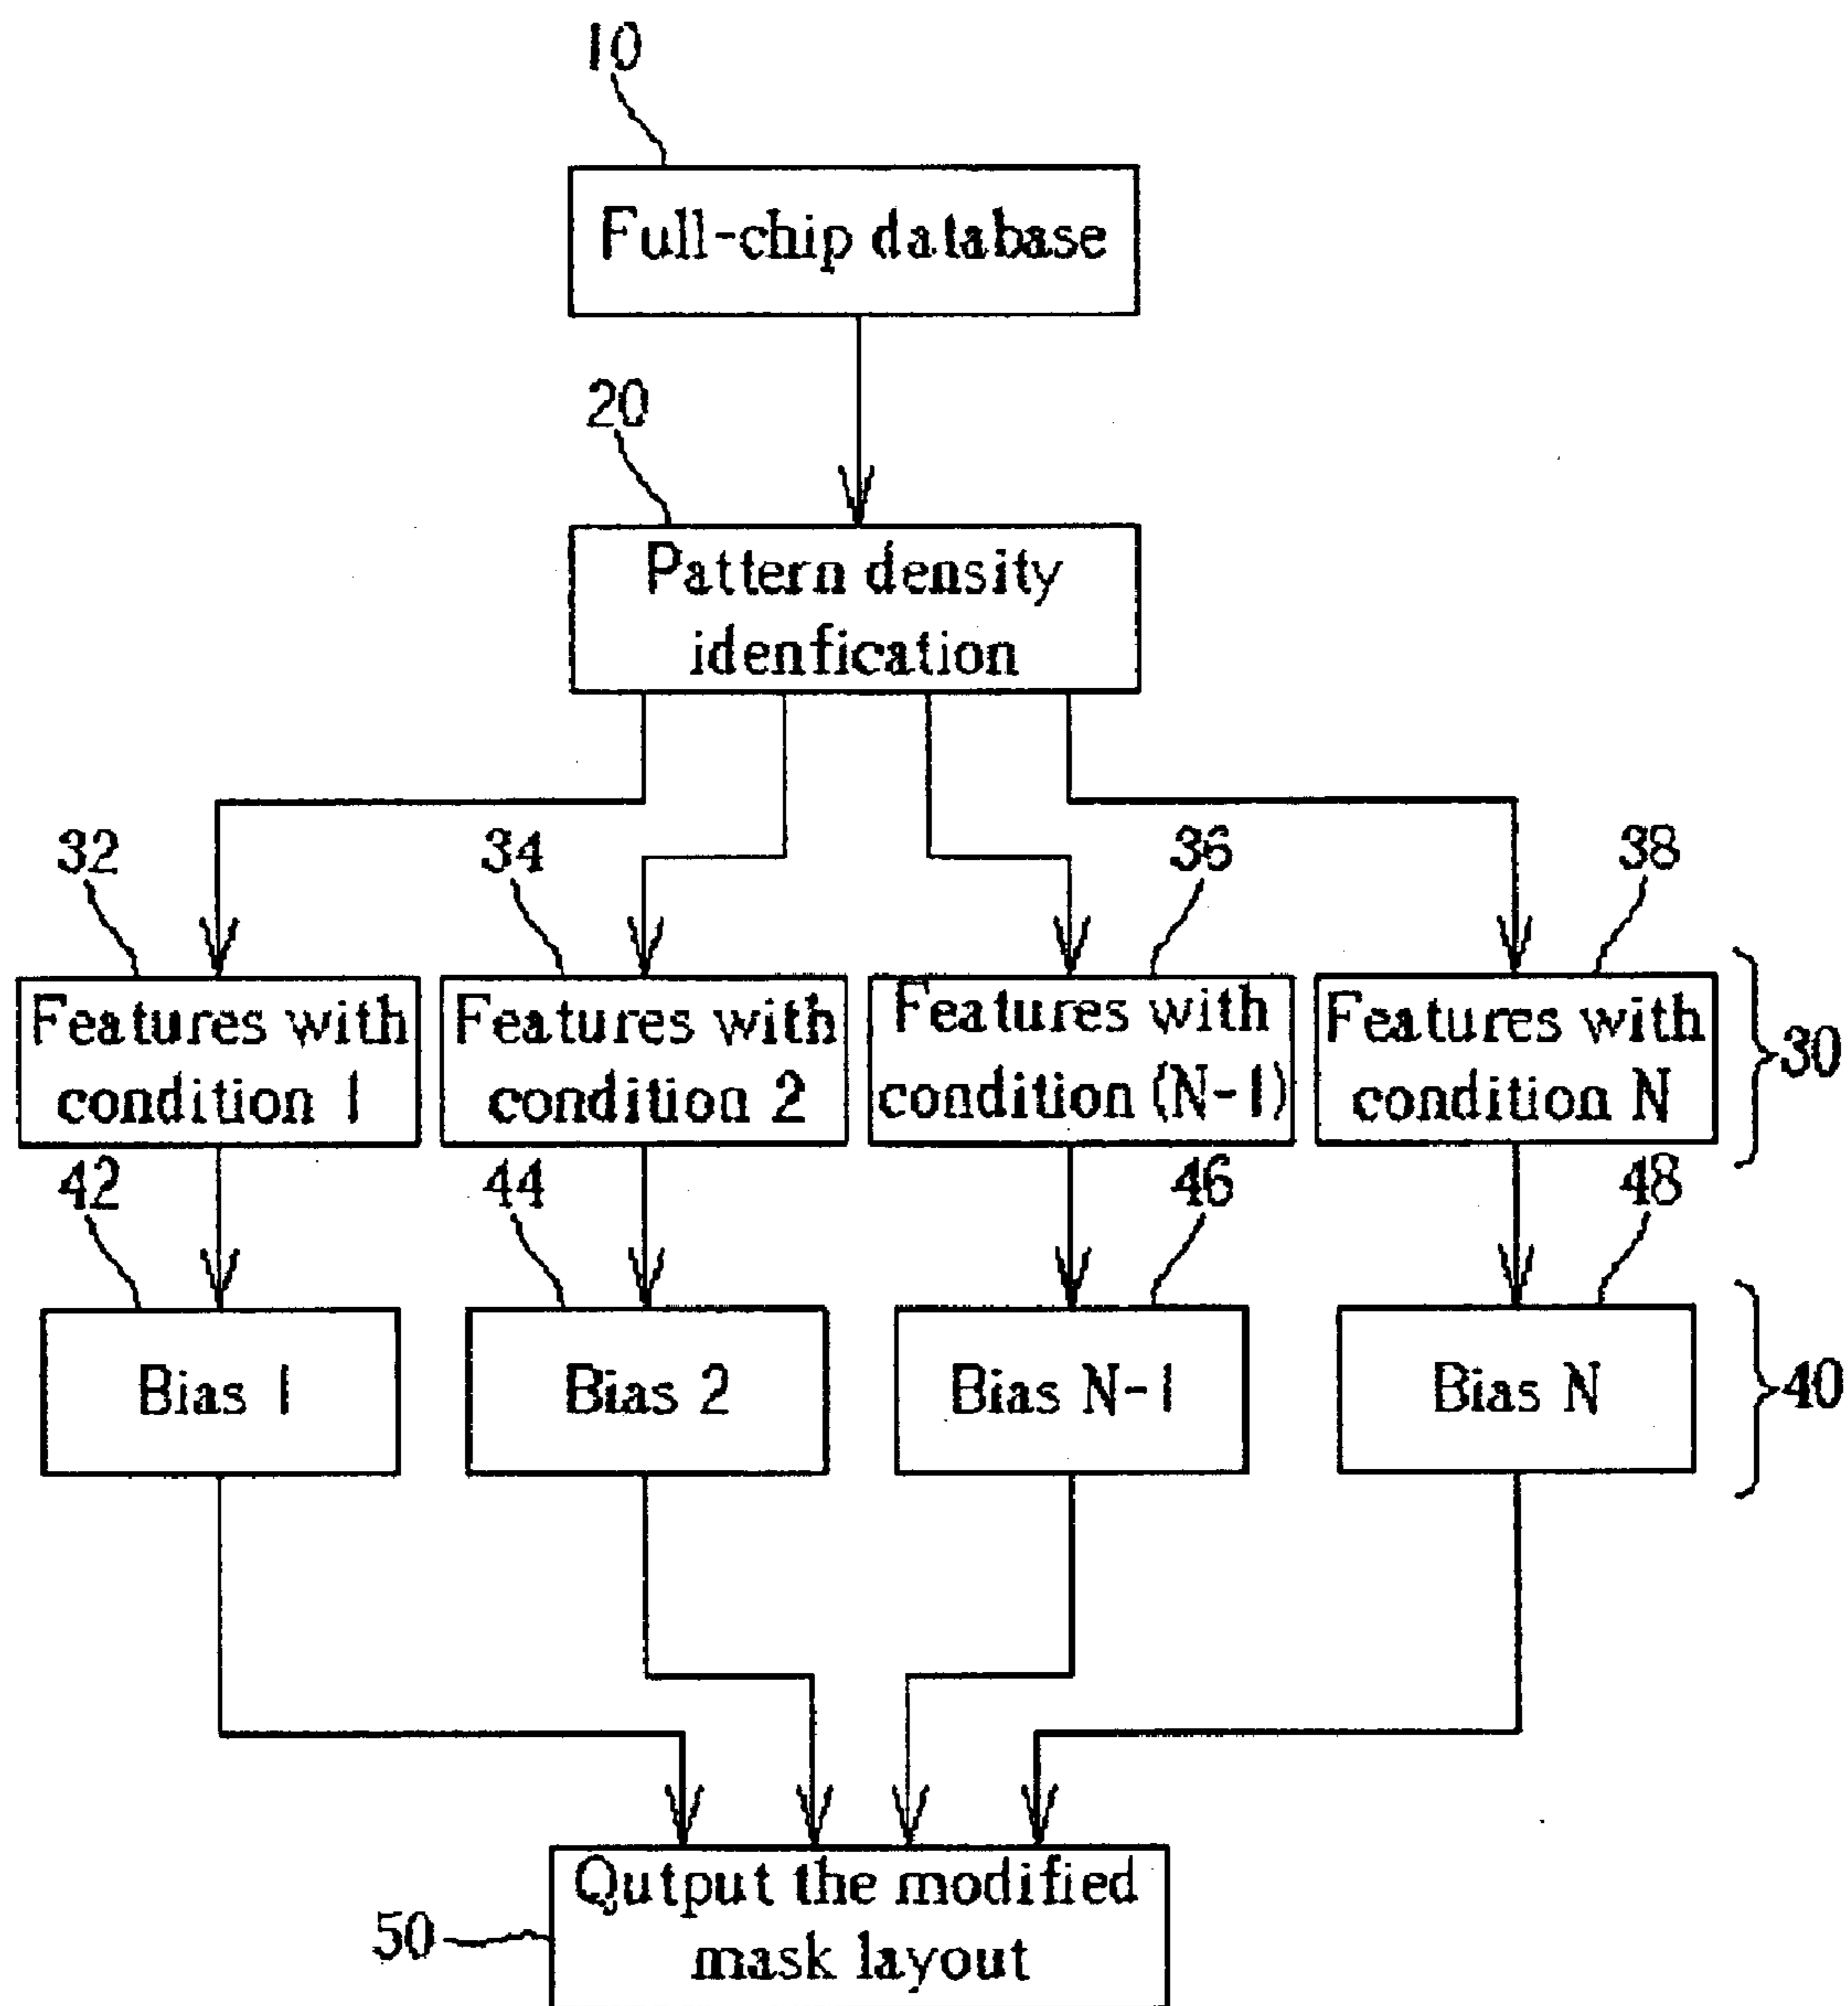 10
Full-chip database
20
Pattern density
idenfication
32
34
36
38
Features with
condition 1
Features with
condition 2
Features with
condition (N-1)
Features with
condition N
30
42
44
46
48
Bias 1
Bias 2
Bias N-1
Bias N
40
Qutput the modified
mask layout
50